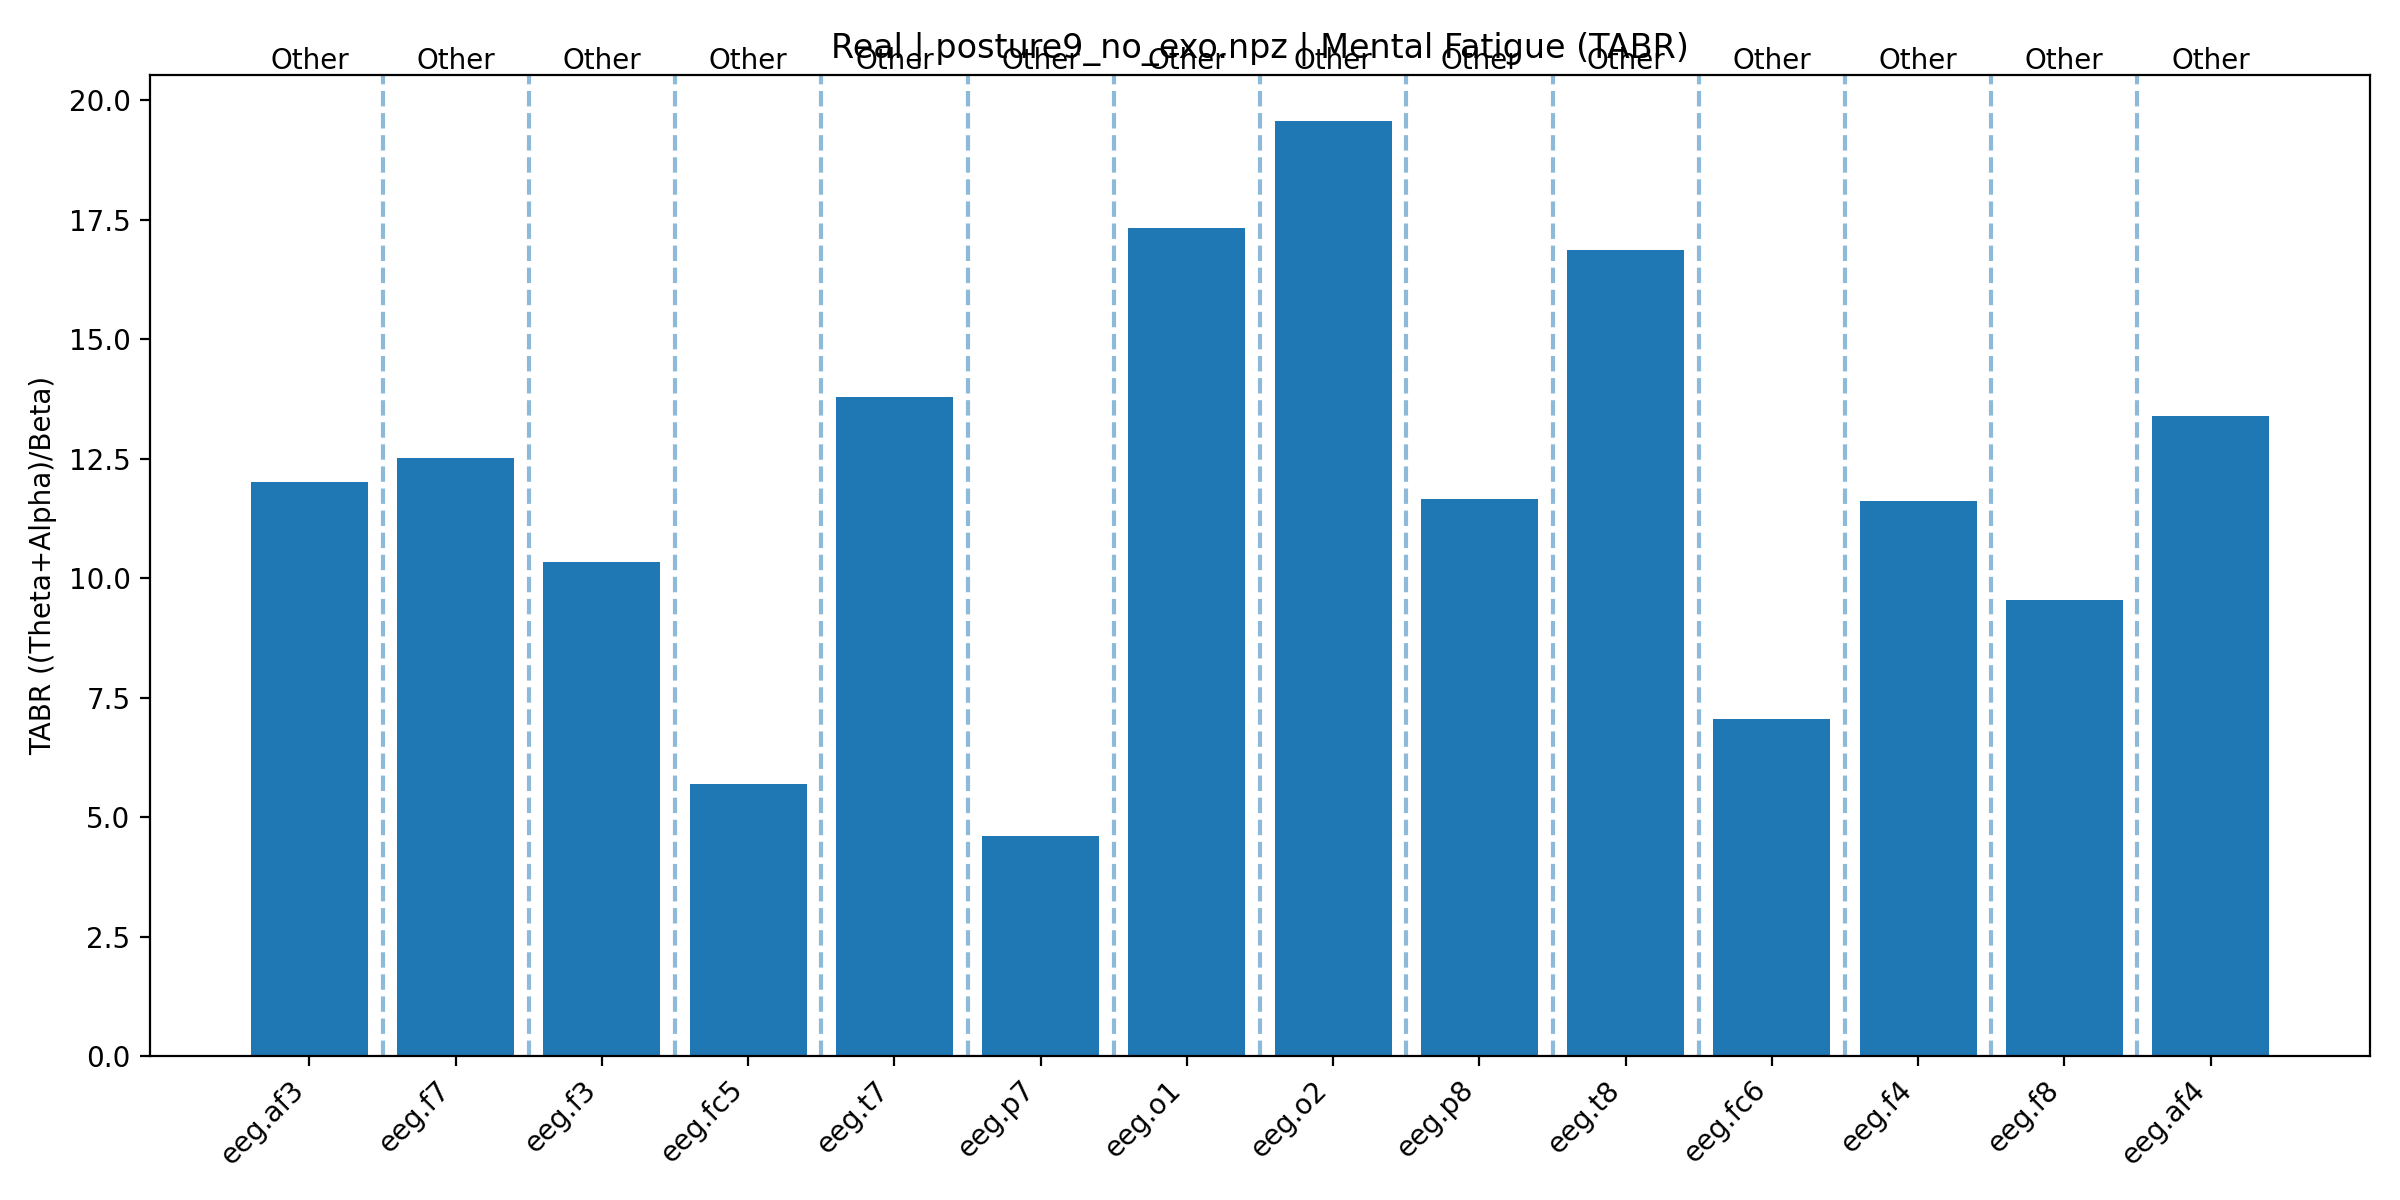 Real | posture9_no_exo.npz | Mental Fatigue (TABR)
Other Other Other Other Other Other Other Other Other Other Other Other Other Other
TABR ((Theta+Alpha)/Beta)
20.0
17.5
15.0
12.5
10.0
7.5
5.0
2.5
0.0
eeg.af3 eeg.f7 eeg.f3 eeg.fc5 eeg.t7 eeg.p7 eeg.o1 eeg.o2 eeg.p8 eeg.t8 eeg.fc6 eeg.f4 eeg.f8 eeg.af4